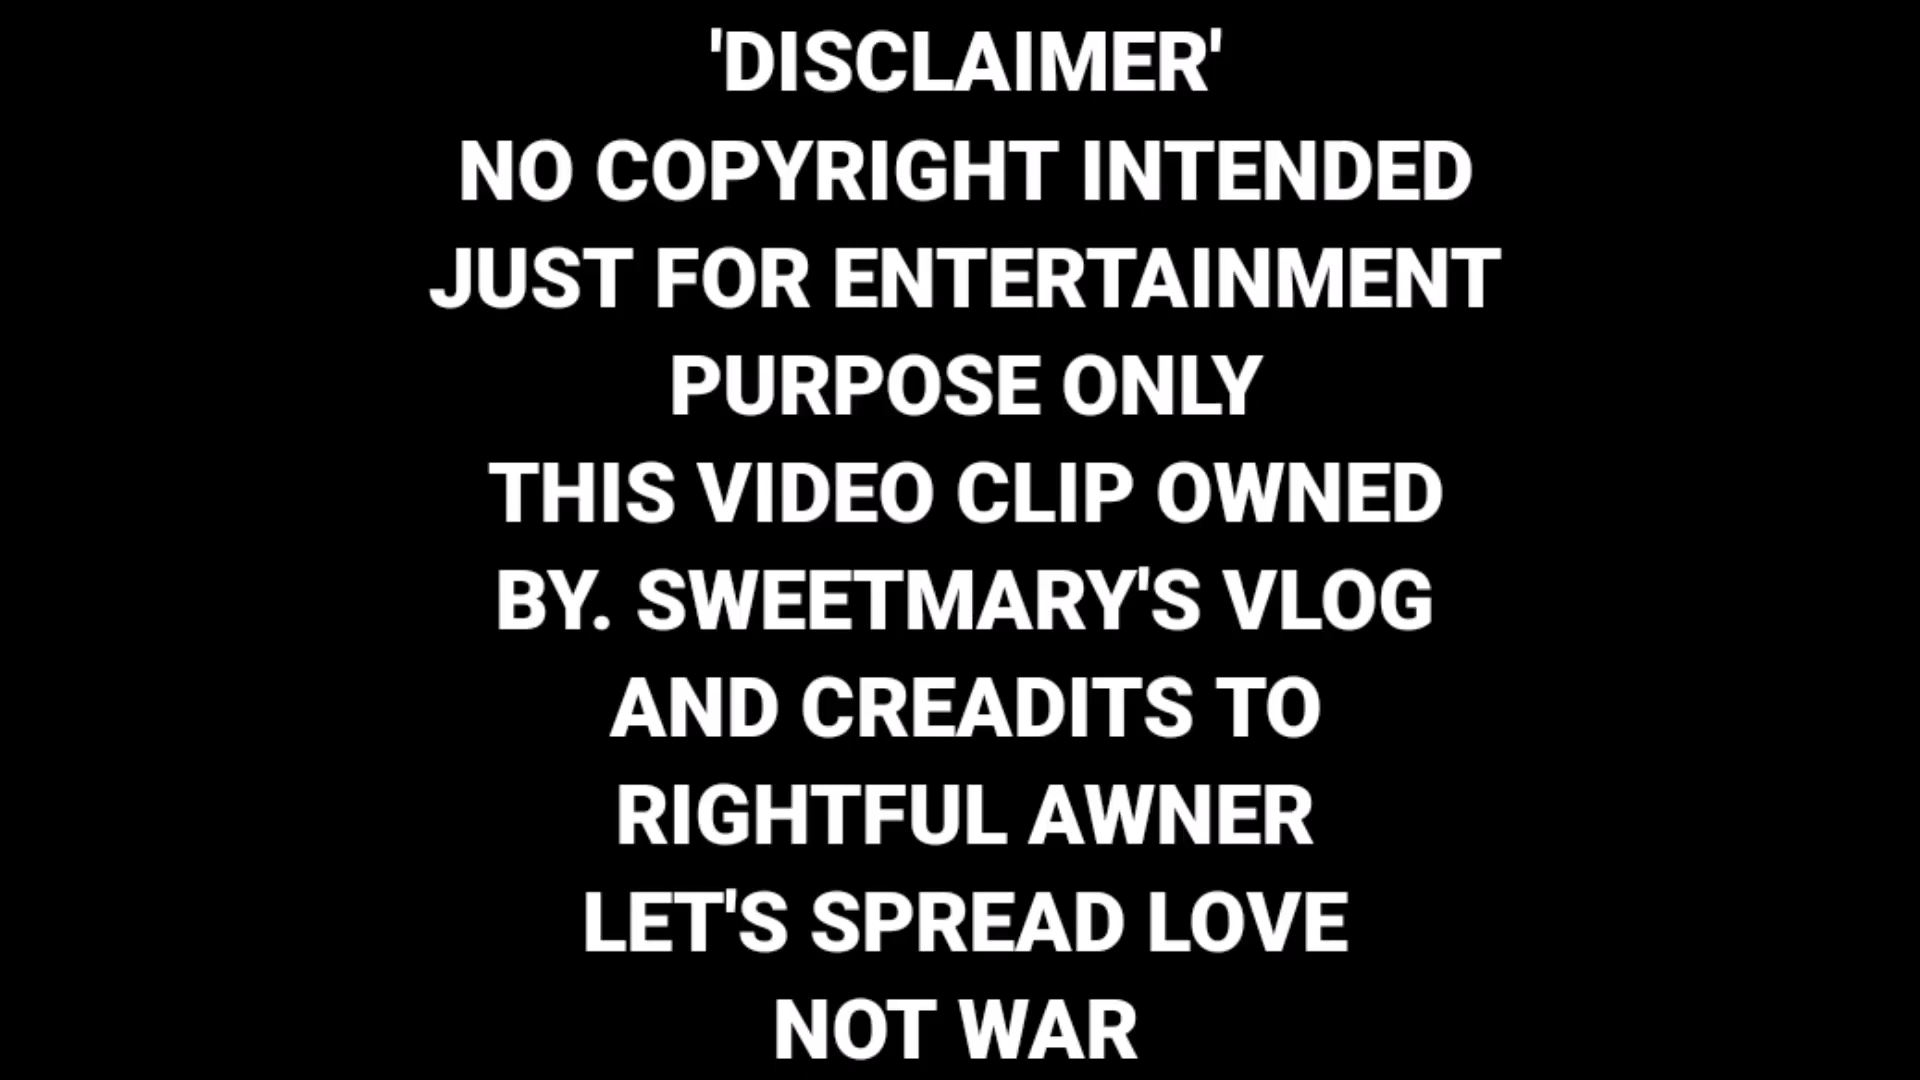 'DISCLAIMER'
NO COPYRIGHT INTENDED
JUST FOR ENTERTAINMENT
PURPOSE ONLY
THIS VIDEO CLIP OWNED
BY. SWEETMARY'S VLOG
AND CREADITS TO
RIGHTFUL AWNER
LET'S SPREAD LOVE
NOT WAR